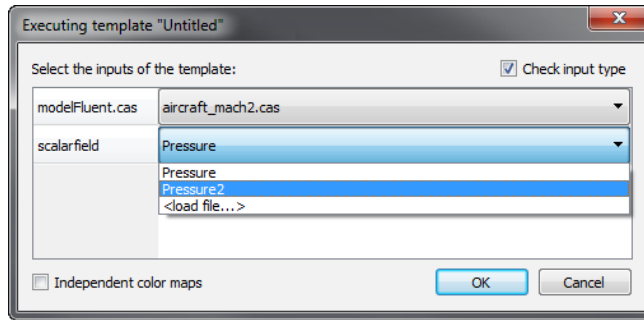 Executing template "Untitled"
Select the inputs of the template:
Check input type
modelFluent.cas
aircraft_mach2.cas
scalarfield
Pressure
Pressure
Pressure2
<load file...>
Independent color maps
OK
Cancel